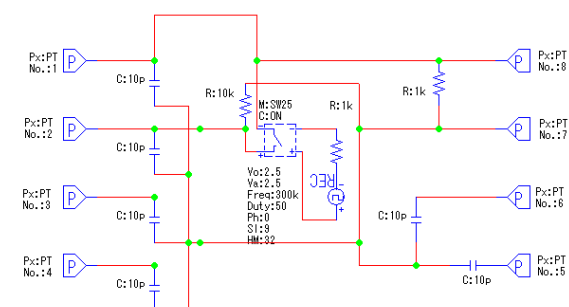 Px:PT
No.:1
P
C:10p
R:10k
M:SW25
C:ON
R:1k
R:1k
P
Px:PT
No.:8
Px:PT
No.:2
P
C:10p
P
Px:PT
No.:7
Vo:2.5
Va:2.5
Freq:300k
Duty:50
Ph:0
SI:9
HM:32
REC
Px:PT
No.:3
P
C:10p
C:10p
P
Px:PT
No.:6
Px:PT
No.:4
P
C:10p
C:10p
P
Px:PT
No.:5